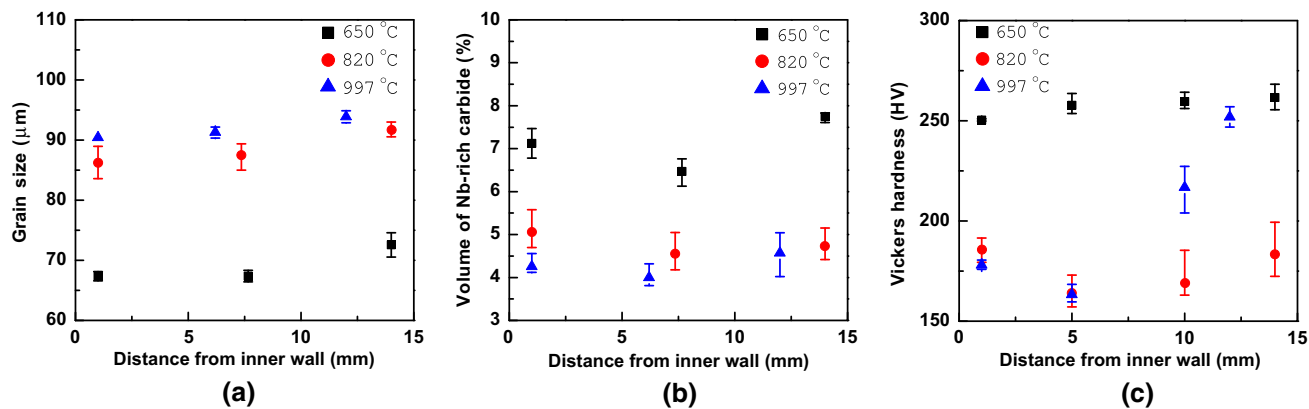 110
100
90
80
70
60
Grain size (μm)
650 °C
820 °C
997 °C
0
5
10
15
Distance from inner wall (mm)
(a)
10
9
8
7
6
5
4
3
Volume of Nb-rich carbide (%)
650 °C
820 °C
997 °C
0
5
10
15
Distance from inner wall (mm)
(b)
300
250
200
150
Vickers hardness (HV)
650 °C
820 °C
997 °C
0
5
10
15
Distance from inner wall (mm)
(c)